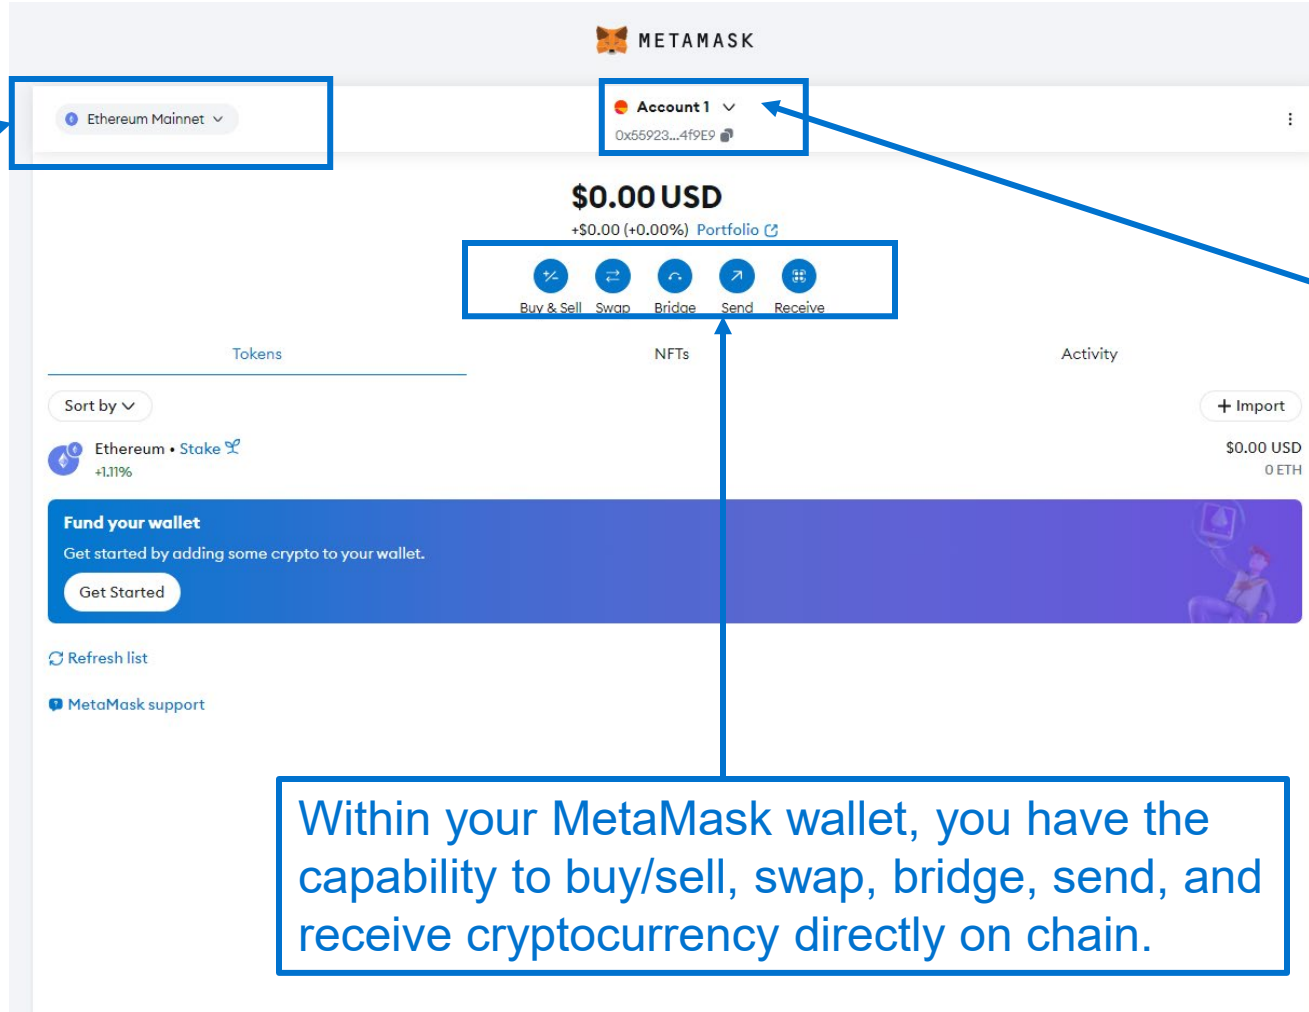 METAMASK
Ethereum Mainnet
Account 1
0x55923...4f9E9
$0.00 USD
+$0.00 (+0.00%) Portfolio
Buy & Sell Swap Bridge Send Receive
Tokens NFTs Activity
Sort by
+ Import
Ethereum • Stake
$0.00 USD
+1.11%
0 ETH
Fund your wallet
Get started by adding some crypto to your wallet.
Get Started
Refresh list
MetaMask support
Within your MetaMask wallet, you have the
capability to buy/sell, swap, bridge, send, and
receive cryptocurrency directly on chain.